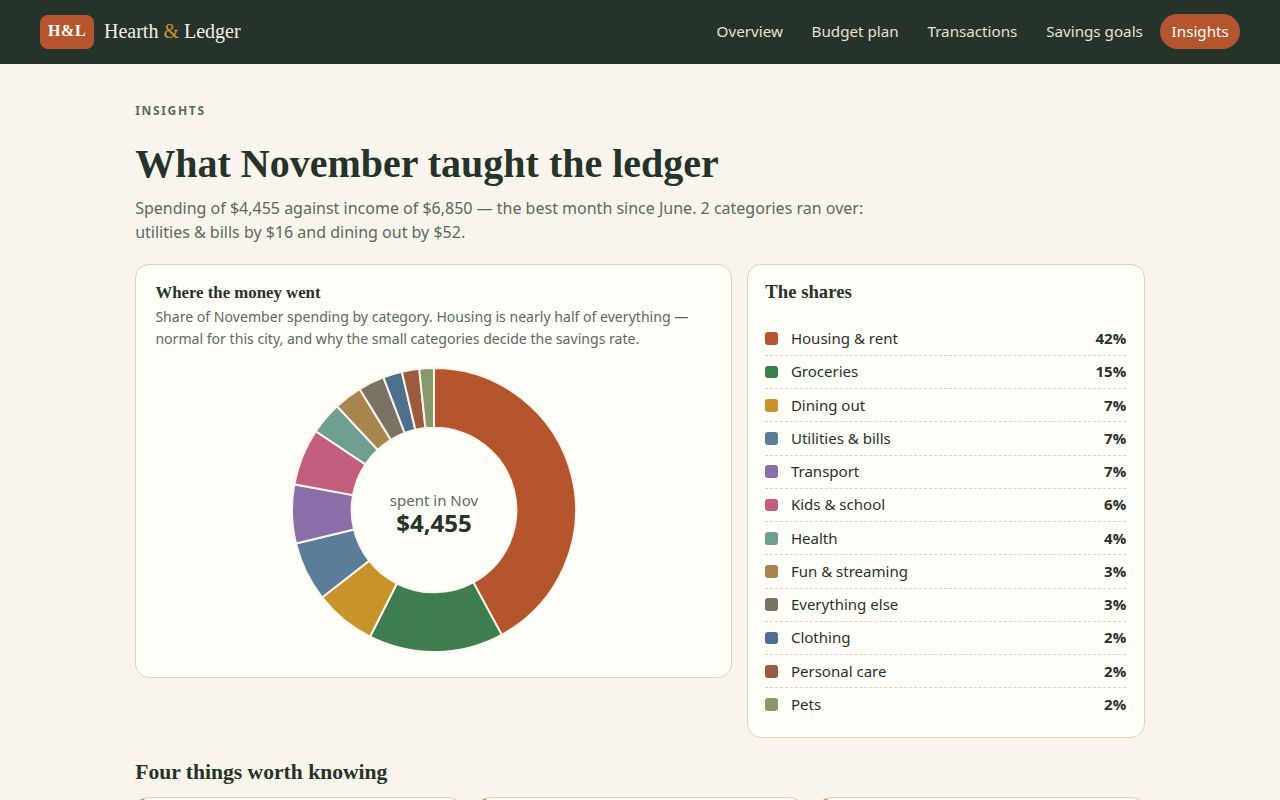 H&L
Hearth & Ledger
Overview
Budget plan
Transactions
Savings goals
Insights
INSIGHTS
What November taught the ledger
Spending of $4,455 against income of $6,850 — the best month since June. 2 categories ran over:
utilities & bills by $16 and dining out by $52.
Where the money went
Share of November spending by category. Housing is nearly half of everything —
normal for this city, and why the small categories decide the savings rate.
spent in Nov
$4,455
The shares
Housing & rent 42%
Groceries 15%
Dining out 7%
Utilities & bills 7%
Transport 7%
Kids & school 6%
Health 4%
Fun & streaming 3%
Everything else 3%
Clothing 2%
Personal care 2%
Pets 2%
Four things worth knowing